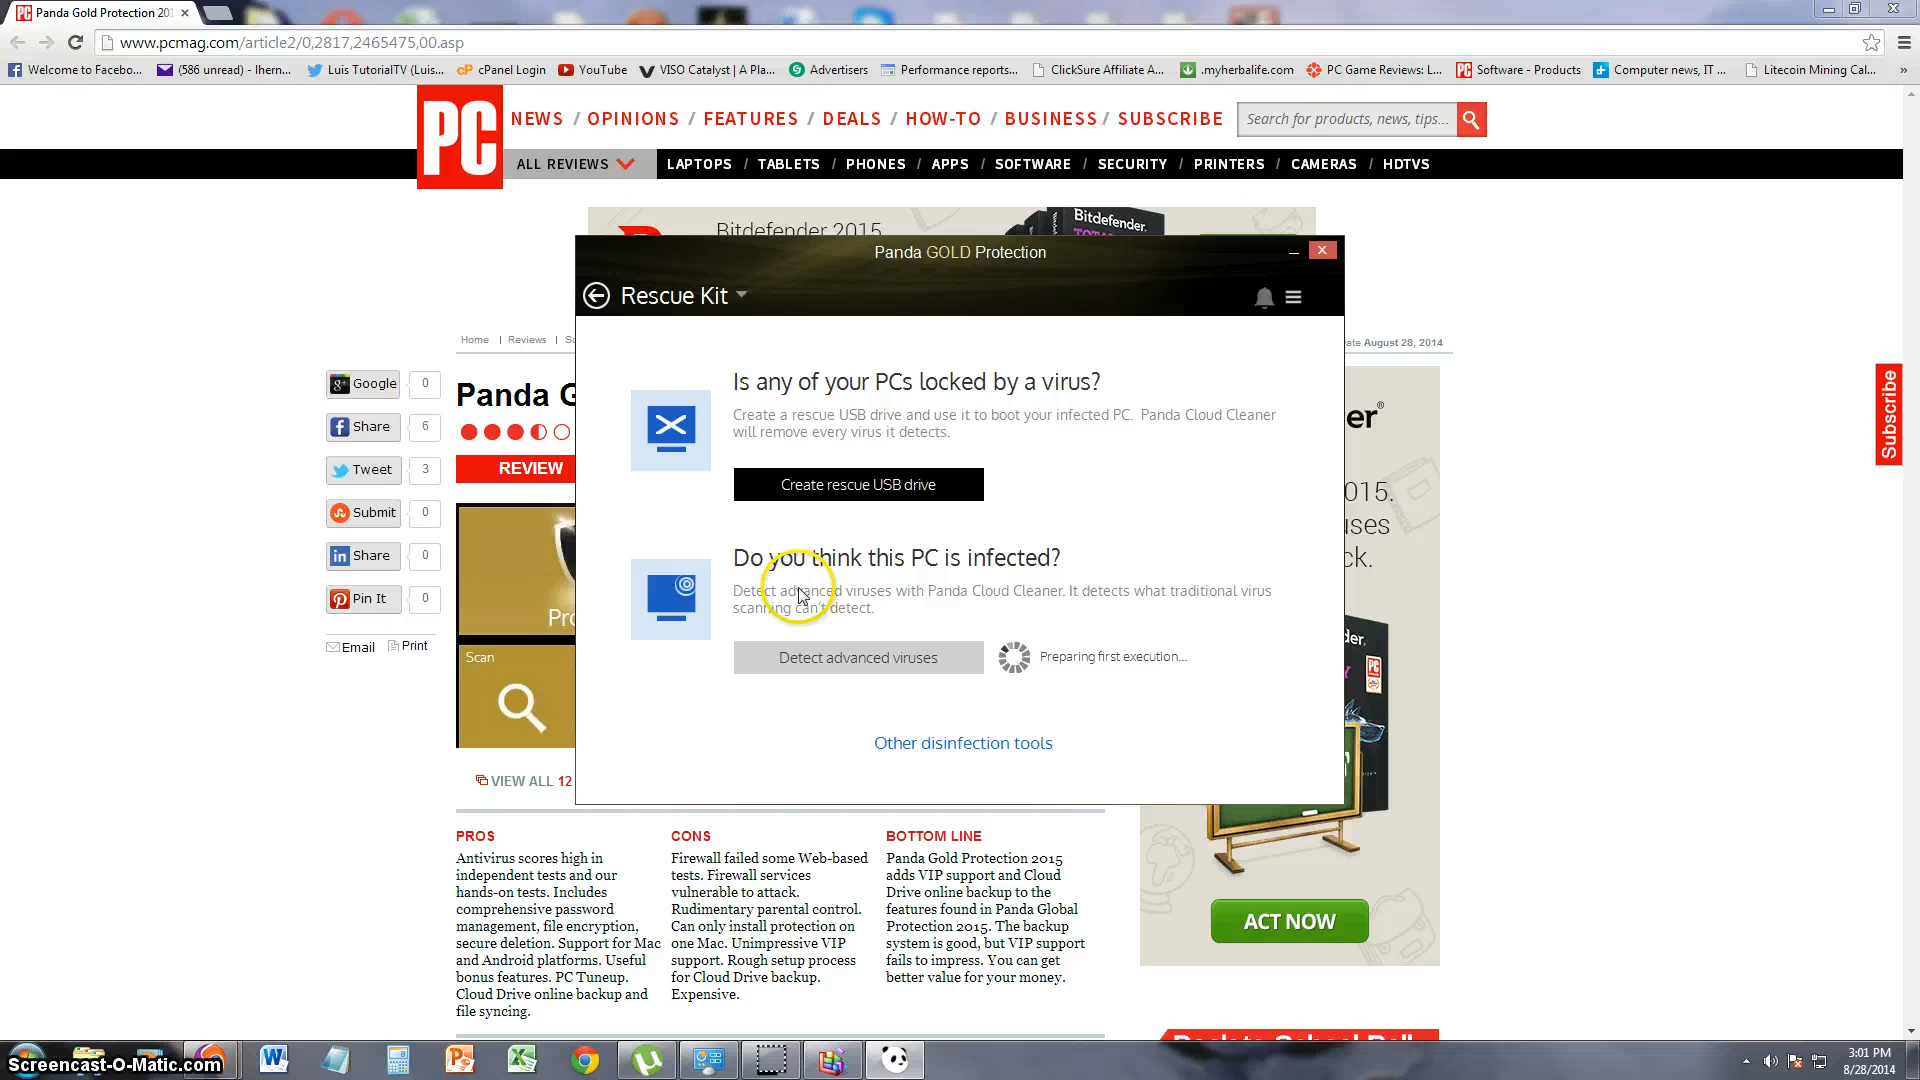 Panda Gold Protection 201
www.pcmag.com/article2/0,2817,2465475,00.asp
Welcome to Facebo...
(586 unread) - lhern...
Luis TutorialTV (Luis...
cPanel Login
YouTube
VISO Catalyst | A Pla...
Advertisers
Performance reports...
ClickSure Affiliate A...
.myherbalife.com
PC Game Reviews: L...
Software - Products
Computer news, IT ...
Litecoin Mining Cal...
»
PC
NEWS / OPINIONS / FEATURES / DEALS / HOW-TO / BUSINESS / SUBSCRIBE
Search for products, news, tips...
ALL REVIEWS
LAPTOPS / TABLETS / PHONES / APPS / SOFTWARE / SECURITY / PRINTERS / CAMERAS / HDTVS
Bitdefender 2015
Bitdefender
Panda GOLD Protection
Rescue Kit
Home | Reviews | So
ate August 28, 2014
Is any of your PCs locked by a virus?
Create a rescue USB drive and use it to boot your infected PC. Panda Cloud Cleaner
will remove every virus it detects.
Create rescue USB drive
Do you think this PC is infected?
Detect advanced viruses with Panda Cloud Cleaner. It detects what traditional virus
scanning can't detect.
Detect advanced viruses
Preparing first execution...
Other disinfection tools
Google 0
Share 6
Tweet 3
Submit 0
Share 0
Pin It 0
Email
Print
Panda G
REVIEW
Pro
Scan
VIEW ALL 12
er®
015.
uses
ck.
der.
Subscribe
ACT NOW
PROS
Antivirus scores high in
independent tests and our
hands-on tests. Includes
comprehensive password
management, file encryption,
secure deletion. Support for Mac
and Android platforms. Useful
bonus features. PC Tuneup.
Cloud Drive online backup and
file syncing.
CONS
Firewall failed some Web-based
tests. Firewall services
vulnerable to attack.
Rudimentary parental control.
Can only install protection on
one Mac. Unimpressive VIP
support. Rough setup process
for Cloud Drive backup.
Expensive.
BOTTOM LINE
Panda Gold Protection 2015
adds VIP support and Cloud
Drive online backup to the
features found in Panda Global
Protection 2015. The backup
system is good, but VIP support
fails to impress. You can get
better value for your money.
Screencast-O-Matic.com
3:01 PM
8/28/2014